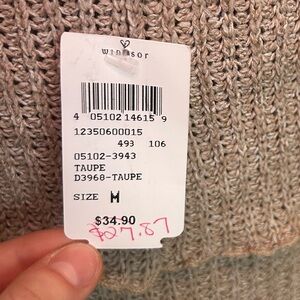 windsor
4 05102 14615 9
12350600015
493 106
05102-3943
TAUPE
D3968-TAUPE
SIZE M
$34.90
$27.87